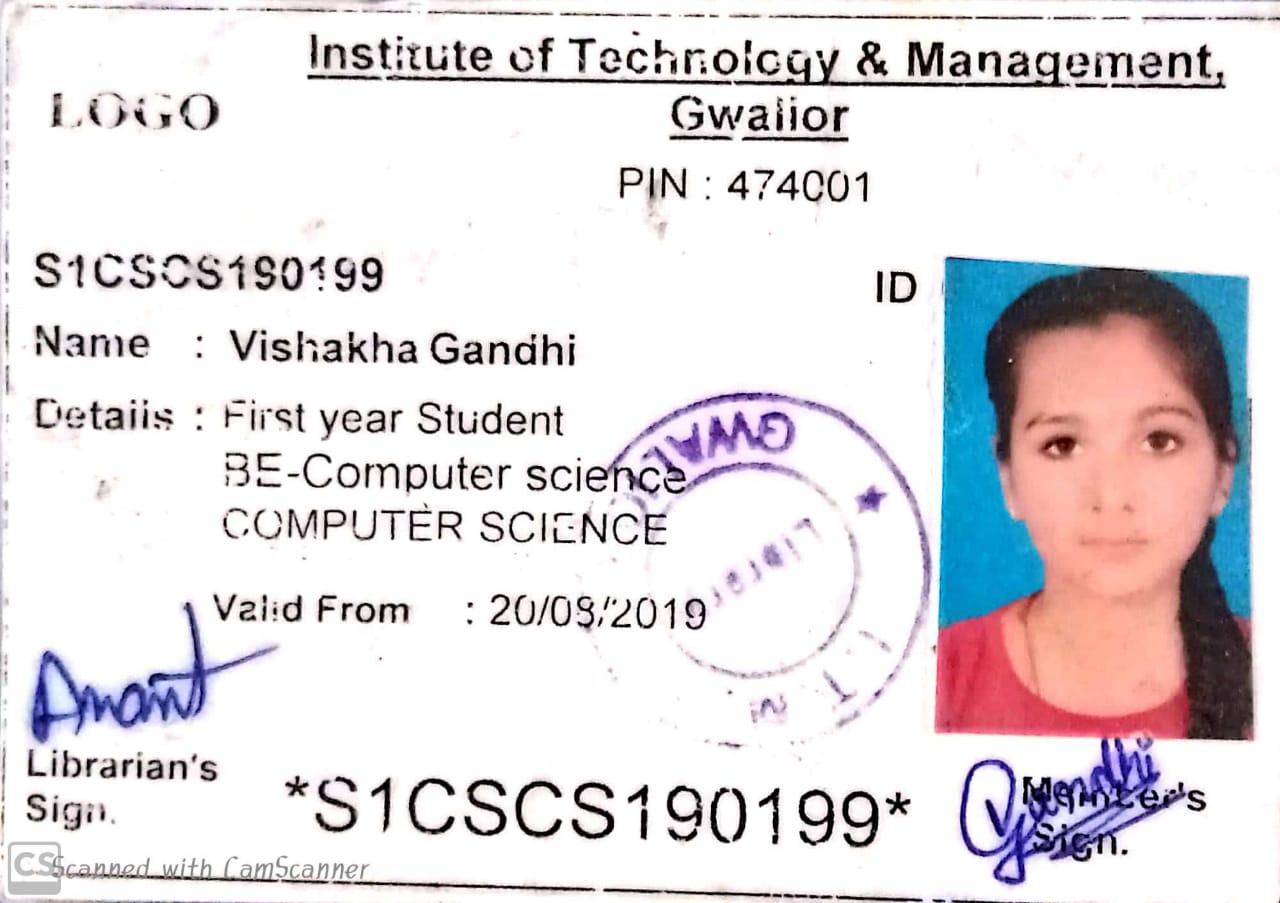 Institute of Technology & Management,
LOGO
Gwalior
PIN : 474001
S1CSCS190199
ID
Name : Vishakha Gandhi
Details : First year Student
BE-Computer science
COMPUTER SCIENCE
GWALIOR
Library
I.T.M
Valid From : 20/08/2019
Anant
Librarian's
Sign.
*S1CSCS190199*
VGandhi
Member's
Sign.
CS Scanned with CamScanner